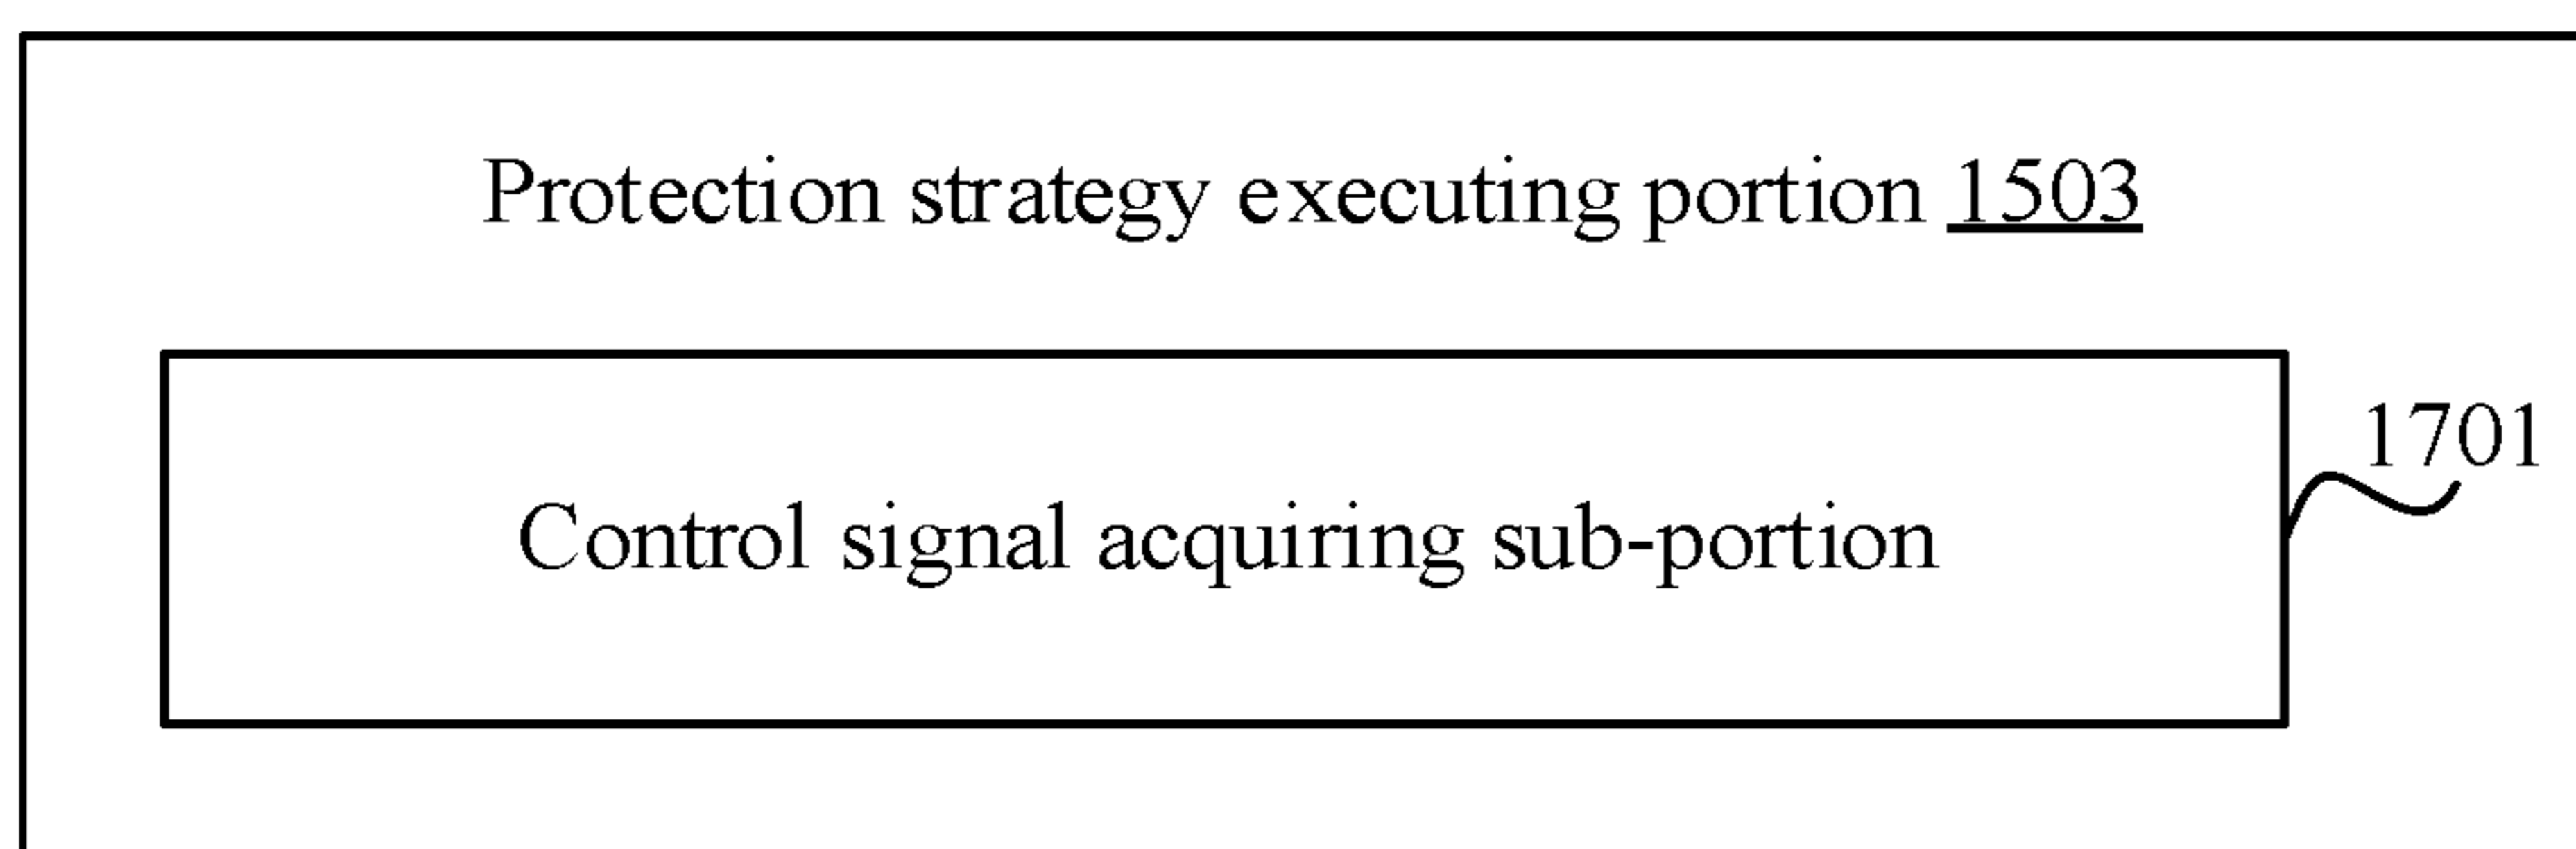 Protection strategy executing portion 1503
1701
Control signal acquiring sub-portion